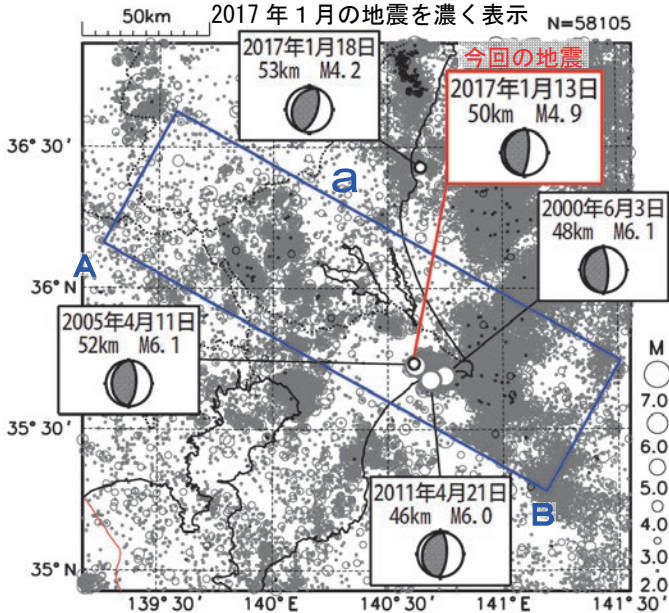 2017年1月の地震を濃く表示
50km
N=58105
2017年1月18日
53km M4.2
今回の地震
2017年1月13日
50km M4.9
36°30′
a
2000年6月3日
48km M6.1
A
36°N
2005年4月11日
52km M6.1
M
7.0
6.0
5.0
4.0
3.0
2.0
35°30′
2011年4月21日
46km M6.0
B
35°N
139°30′
140°E
140°30′
141°E
141°30′